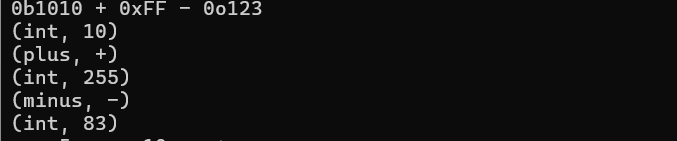 0b1010 + 0xFF - 0o123
(int, 10)
(plus, +)
(int, 255)
(minus, -)
(int, 83)